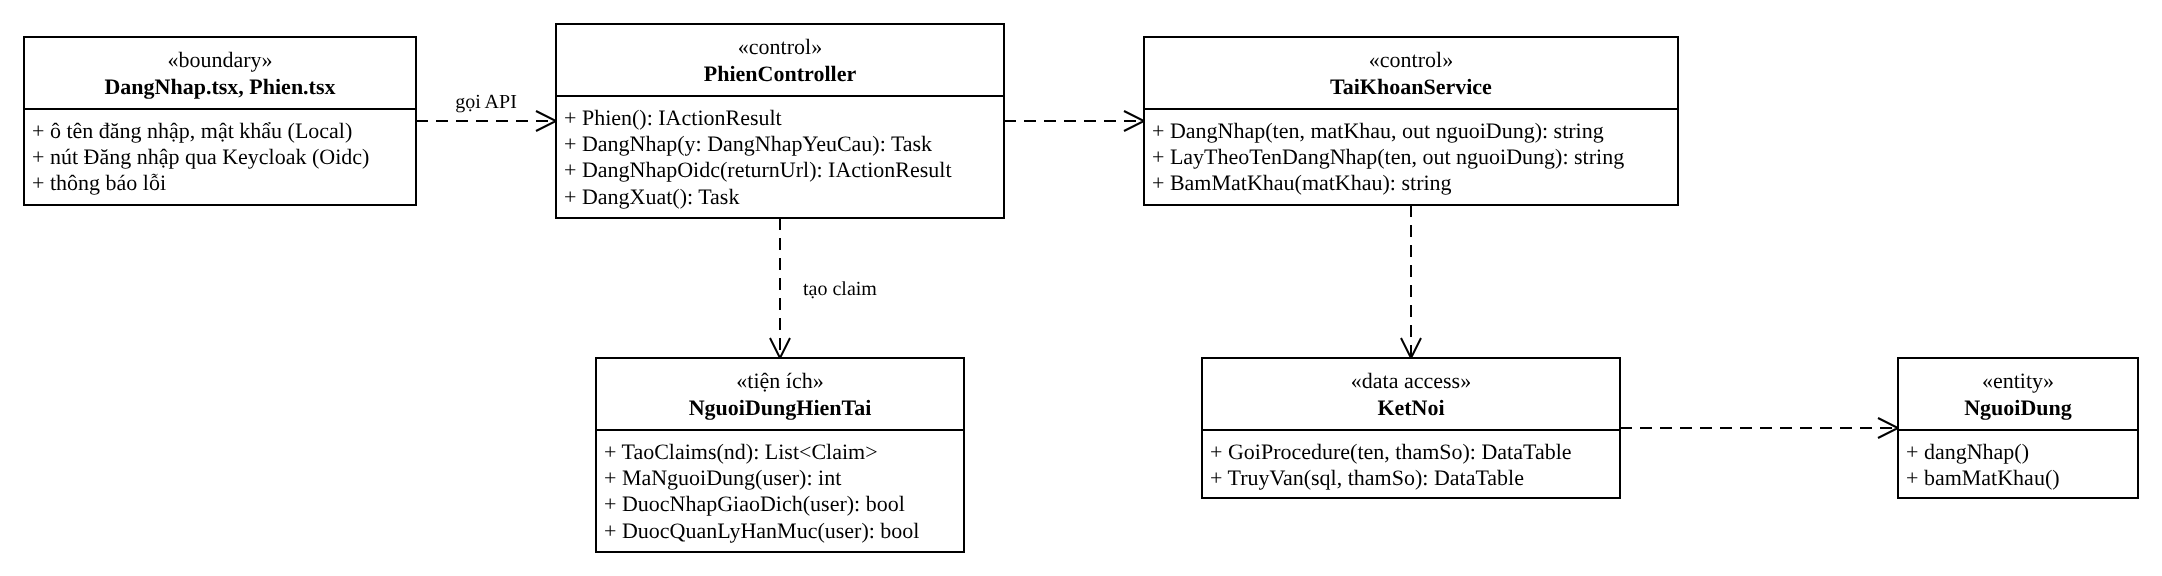 «boundary»
DangNhap.tsx, Phien.tsx
+ ô tên đăng nhập, mật khẩu (Local)
+ nút Đăng nhập qua Keycloak (Oidc)
+ thông báo lỗi
gọi API
«control»
PhienController
+ Phien(): IActionResult
+ DangNhap(y: DangNhapYeuCau): Task
+ DangNhapOidc(returnUrl): IActionResult
+ DangXuat(): Task
«control»
TaiKhoanService
+ DangNhap(ten, matKhau, out nguoiDung): string
+ LayTheoTenDangNhap(ten, out nguoiDung): string
+ BamMatKhau(matKhau): string
tạo claim
«tiện ích»
NguoiDungHienTai
+ TaoClaims(nd): List<Claim>
+ MaNguoiDung(user): int
+ DuocNhapGiaoDich(user): bool
+ DuocQuanLyHanMuc(user): bool
«data access»
KetNoi
+ GoiProcedure(ten, thamSo): DataTable
+ TruyVan(sql, thamSo): DataTable
«entity»
NguoiDung
+ dangNhap()
+ bamMatKhau()